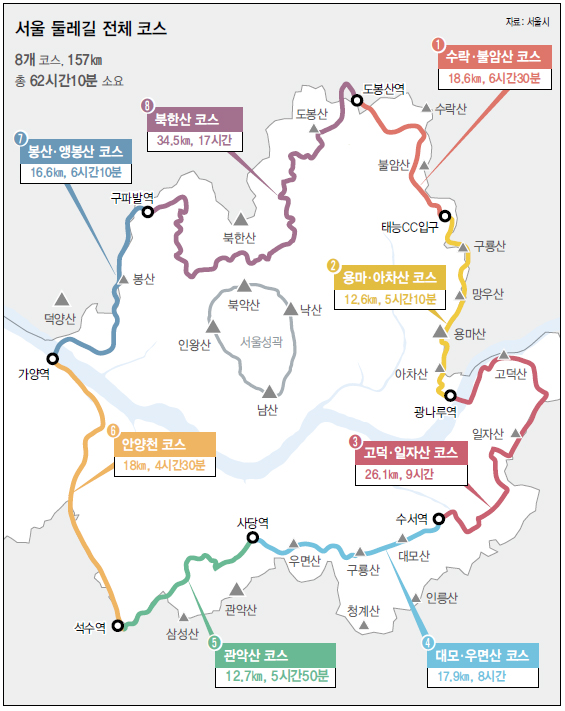 서울 둘레길 전체 코스
자료: 서울시
8개 코스, 157km
총 62시간10분 소요
1
수락·불암산 코스
18.6km, 6시간30분
8
북한산 코스
34.5km, 17시간
도봉산역
도봉산
수락산
7
봉산·앵봉산 코스
16.6km, 6시간10분
불암산
구파발역
태능CC입구
북한산
구릉산
2
용마·아차산 코스
12.6km, 5시간10분
봉산
망우산
덕양산
북악산
낙산
인왕산
서울성곽
용마산
가양역
아차산
고덕산
남산
광나루역
6
안양천 코스
18km, 4시간30분
일자산
3
고덕·일자산 코스
26.1km, 9시간
사당역
수서역
우면산
구룡산
대모산
관악산
청계산
인릉산
석수역
삼성산
5
관악산 코스
12.7km, 5시간50분
4
대모·우면산 코스
17.9km, 8시간